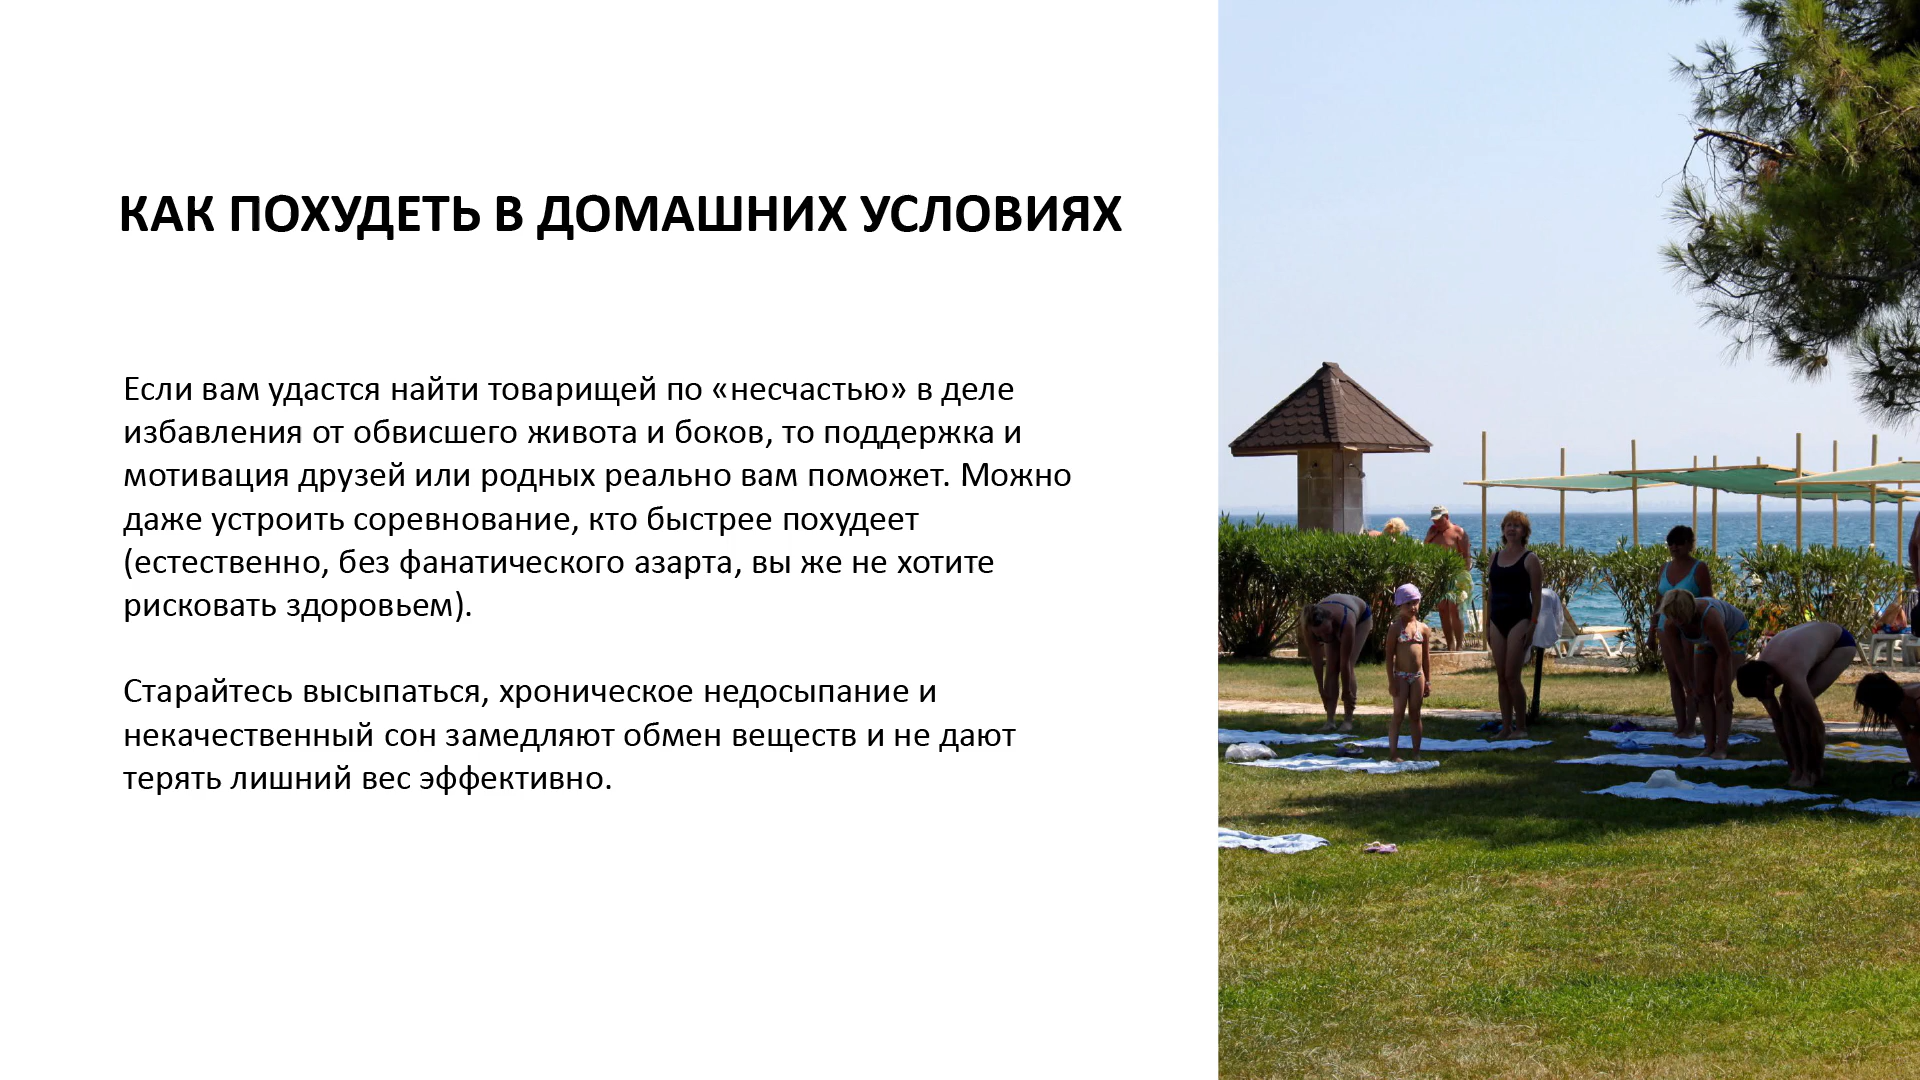 КАК ПОХУДЕТЬ В ДОМАШНИХ УСЛОВИЯХ
Если вам удастся найти товарищей по «несчастью» в деле
избавления от обвисшего живота и боков, то поддержка и
мотивация друзей или родных реально вам поможет. Можно
даже устроить соревнование, кто быстрее похудеет
(естественно, без фанатического азарта, вы же не хотите
рисковать здоровьем).
Старайтесь высыпаться, хроническое недосыпание и
некачественный сон замедляют обмен веществ и не дают
терять лишний вес эффективно.